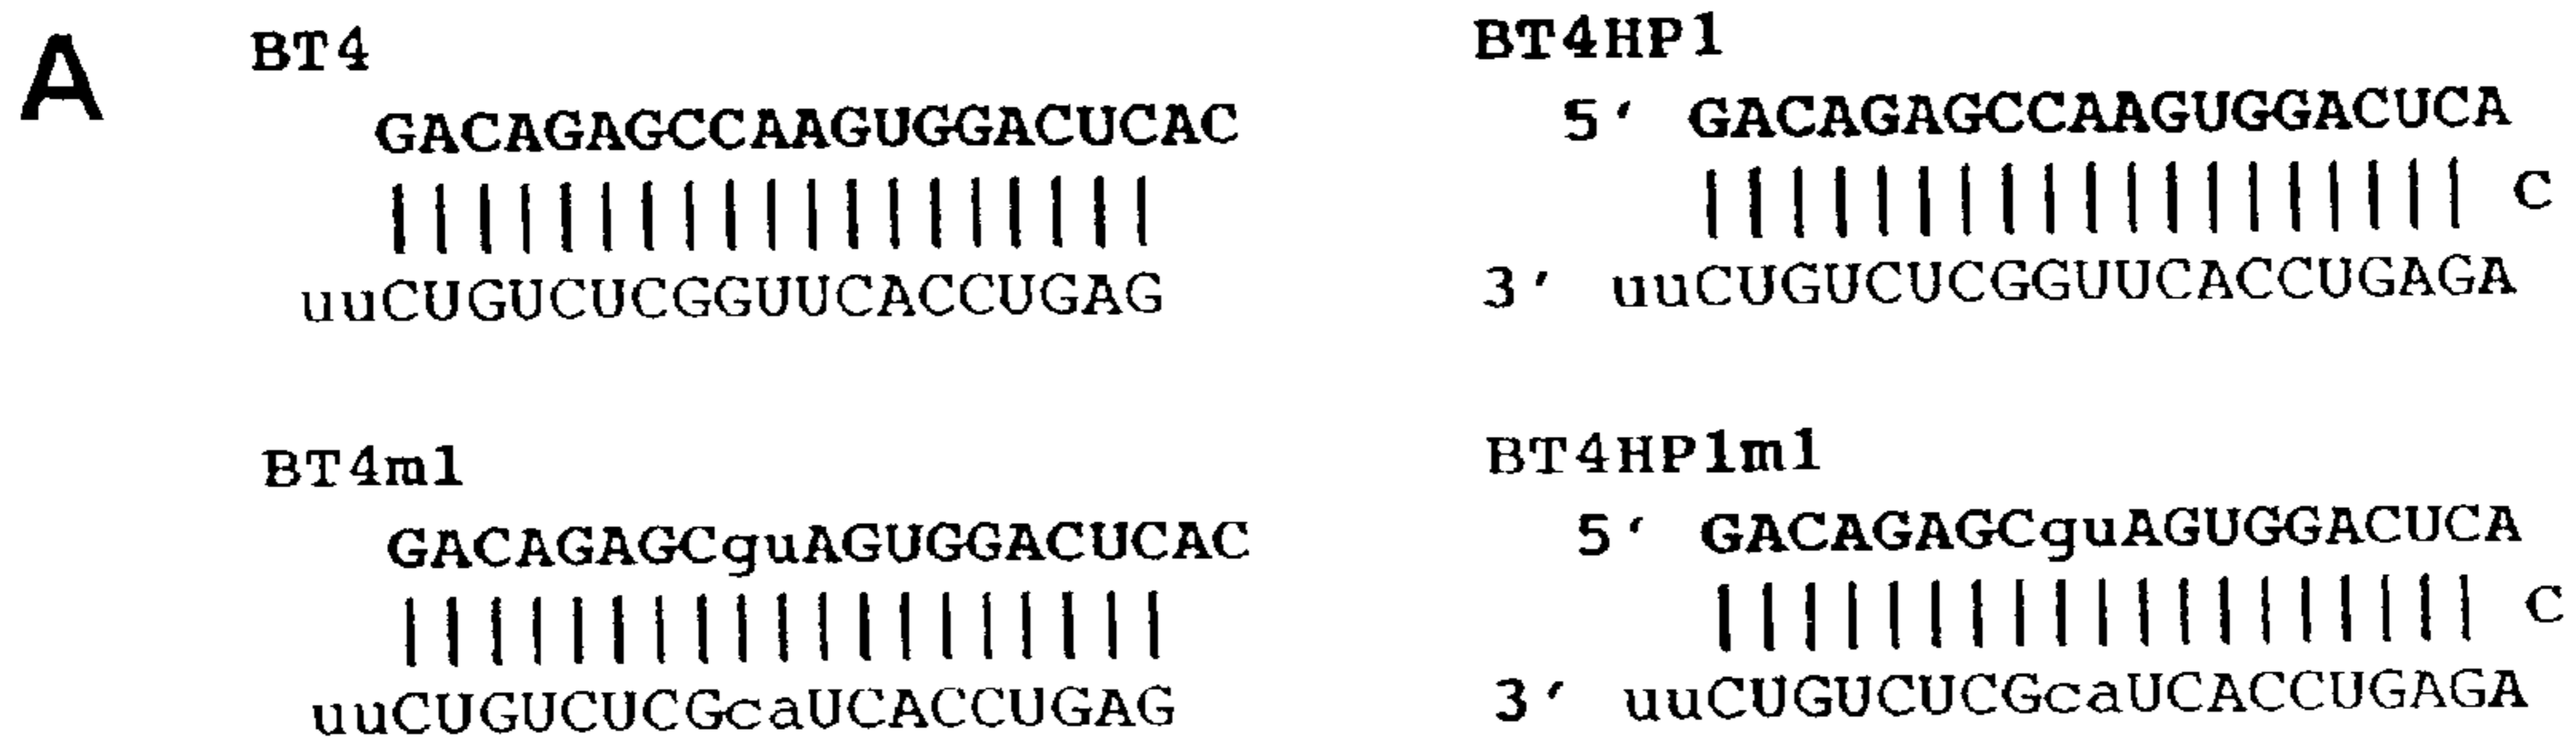 A
BT4
GACAGAGCCAAGUGGACUCAC
uuCUGUCUCGGUUCACCUGAG
BT4HP1
5' GACAGAGCCAAGUGGACUCA
C
3' uuCUGUCUCGGUUCACCUGAGA
BT4m1
GACAGAGCguAGUGGACUCAC
uuCUGUCUCGcaUCACCUGAG
BT4HP1m1
5' GACAGAGCguAGUGGACUCA
C
3' uuCUGUCUCGcaUCACCUGAGA